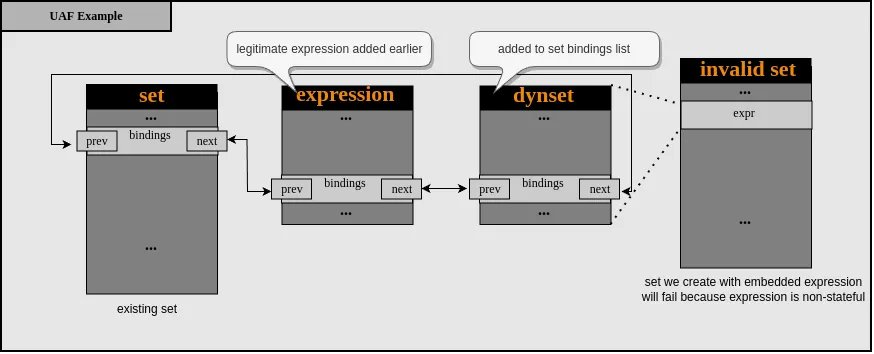 UAF Example
legitimate expression added earlier
added to set bindings list
set
expression
dynset
invalid set
...
...
...
...
expr
prev
bindings
next
prev
bindings
next
prev
bindings
next
...
...
...
...
existing set
set we create with embedded expression
will fail because expression is non-stateful